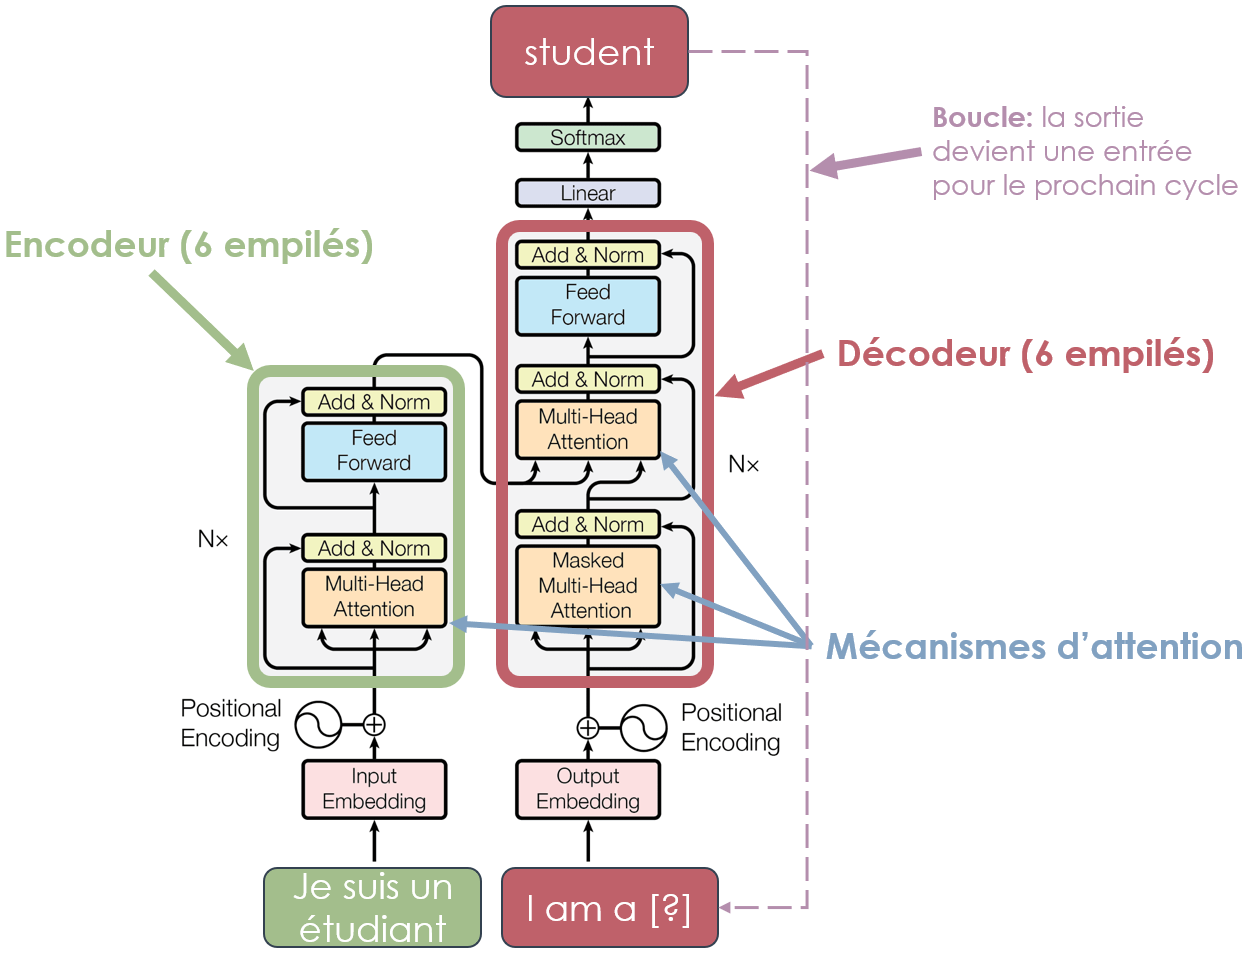 student
Softmax
Linear
Boucle: la sortie
devient une entrée
pour le prochain cycle
Encodeur (6 empilés)
Décodeur (6 empilés)
Add & Norm
Feed
Forward
Add & Norm
Multi-Head
Attention
N×
Add & Norm
Masked
Multi-Head
Attention
Add & Norm
Feed
Forward
N×
Add & Norm
Multi-Head
Attention
Mécanismes d’attention
Positional
Encoding
Positional
Encoding
Input
Embedding
Output
Embedding
Je suis un
étudiant
I am a [?]